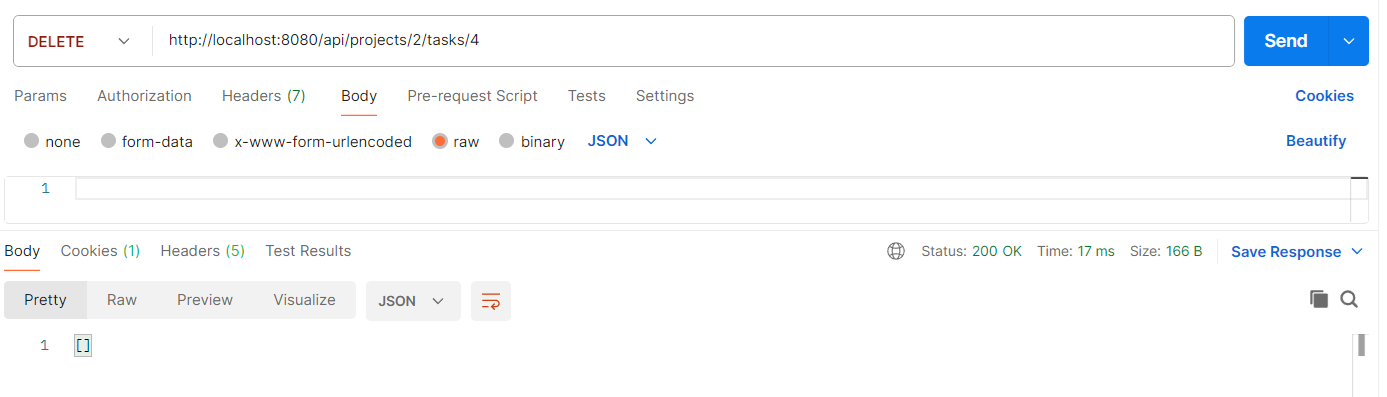 DELETE http://localhost:8080/api/projects/2/tasks/4 Send
Params Authorization Headers (7) Body Pre-request Script Tests Settings Cookies
none form-data x-www-form-urlencoded raw binary JSON Beautify
1
Body Cookies (1) Headers (5) Test Results Status: 200 OK Time: 17 ms Size: 166 B Save Response
Pretty Raw Preview Visualize JSON
1 []